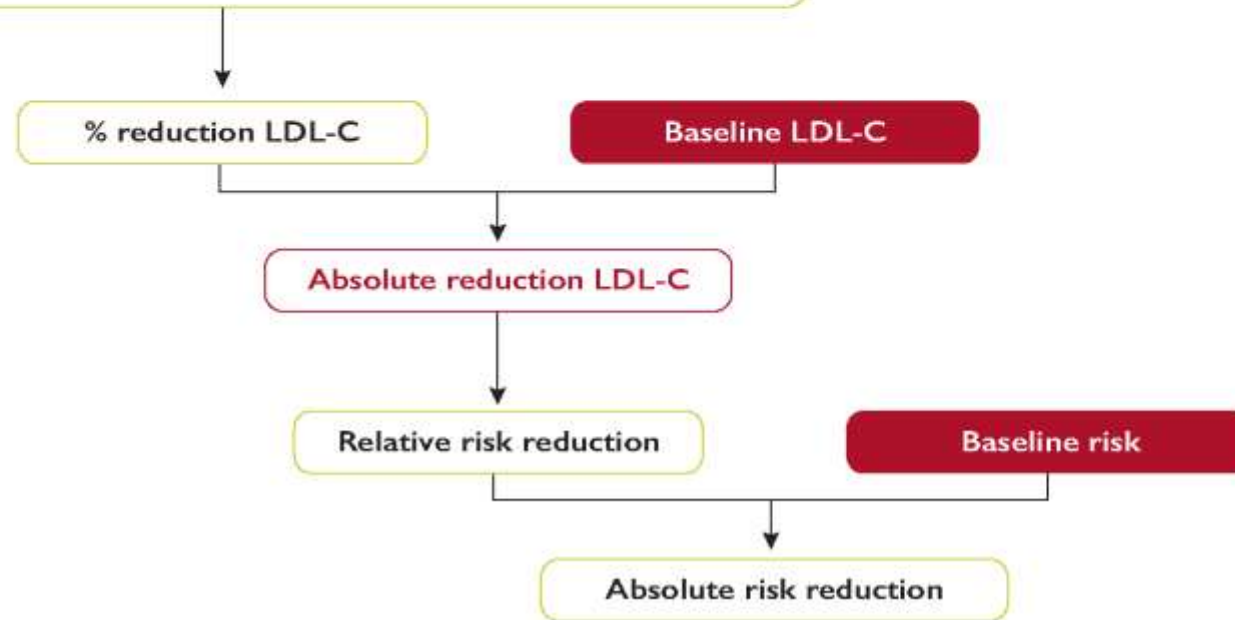 % reduction LDL-C
Baseline LDL-C
Absolute reduction LDL-C
Relative risk reduction
Baseline risk
Absolute risk reduction